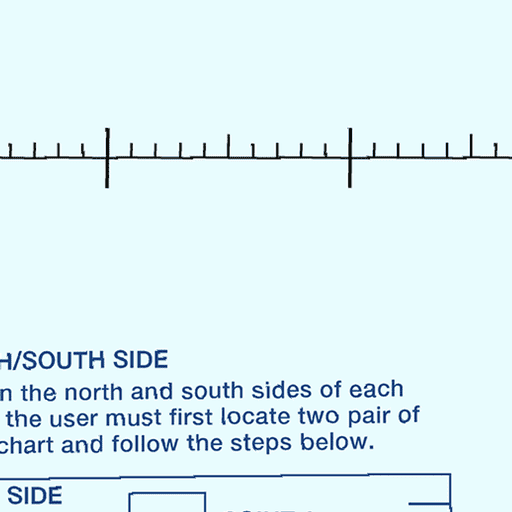 H/SOUTH SIDE
n the north and south sides of each
the user must first locate two pair of
chart and follow the steps below.
SIDE